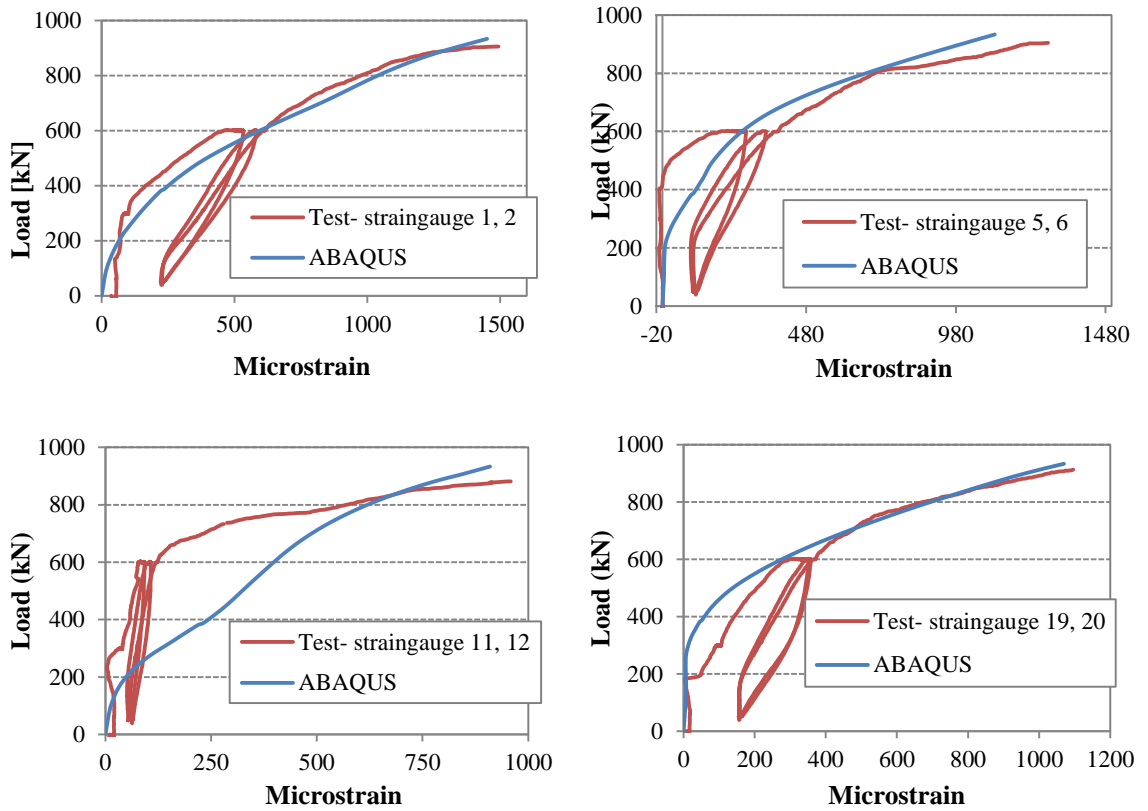 1000
800
600
400
200
0
Load [kN]
Test- straingauge 1, 2
ABAQUS
0
500
1000
1500
Microstrain
1000
800
600
400
200
0
Load (kN)
Test- straingauge 5, 6
ABAQUS
-20
480
980
1480
Microstrain
1000
800
600
400
200
0
Load (kN)
Test- straingauge 11, 12
ABAQUS
0
250
500
750
1000
Microstrain
1000
800
600
400
200
0
Load (kN)
Test- straingauge 19, 20
ABAQUS
0
200
400
600
800
1000
1200
Microstrain